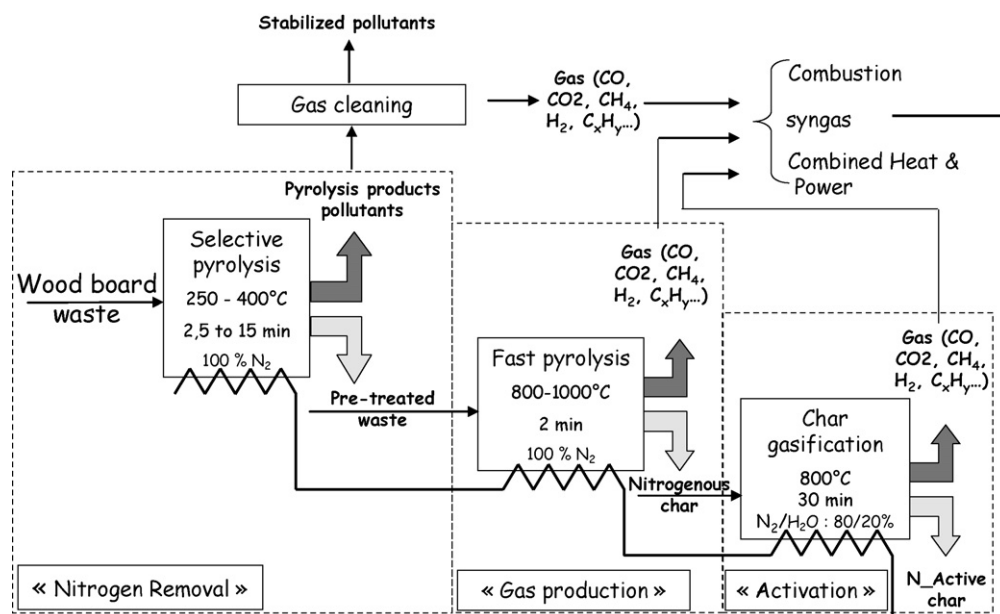 Stabilized pollutants
Gas cleaning
Gas (CO,
CO2, CH₄,
H₂, CₓHᵧ...)
Combustion
syngas
Combined Heat &
Power
Pyrolysis products
pollutants
Selective
pyrolysis
250 - 400°C
2,5 to 15 min
100 % N₂
Wood board
waste
Pre-treated
waste
Gas (CO,
CO2, CH₄,
H₂, CₓHᵧ...)
Fast pyrolysis
800-1000°C
2 min
100 % N₂
Nitrogenous
char
Gas (CO,
CO2, CH₄,
H₂, CₓHᵧ...)
Char
gasification
800°C
30 min
N₂/H₂O : 80/20%
N_Active
char
« Nitrogen Removal »
« Gas production »
« Activation »